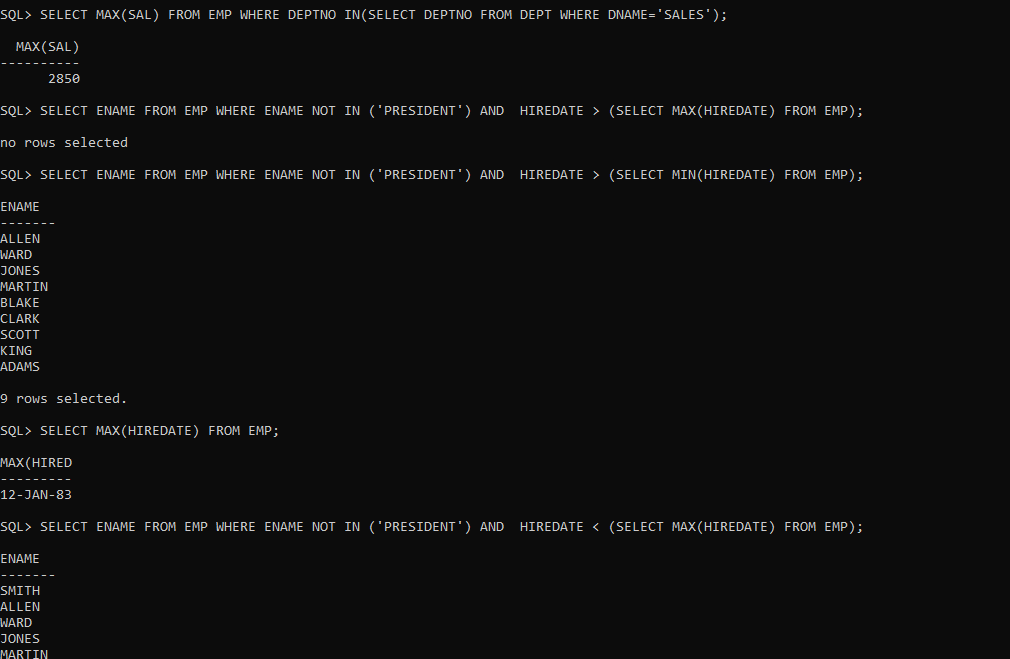 SQL> SELECT MAX(SAL) FROM EMP WHERE DEPTNO IN(SELECT DEPTNO FROM DEPT WHERE DNAME='SALES');
MAX(SAL)
----------
2850
SQL> SELECT ENAME FROM EMP WHERE ENAME NOT IN ('PRESIDENT') AND  HIREDATE > (SELECT MAX(HIREDATE) FROM EMP);
no rows selected
SQL> SELECT ENAME FROM EMP WHERE ENAME NOT IN ('PRESIDENT') AND  HIREDATE > (SELECT MIN(HIREDATE) FROM EMP);
ENAME
-------
ALLEN
WARD
JONES
MARTIN
BLAKE
CLARK
SCOTT
KING
ADAMS
9 rows selected.
SQL> SELECT MAX(HIREDATE) FROM EMP;
MAX(HIRED
---------
12-JAN-83
SQL> SELECT ENAME FROM EMP WHERE ENAME NOT IN ('PRESIDENT') AND  HIREDATE < (SELECT MAX(HIREDATE) FROM EMP);
ENAME
-------
SMITH
ALLEN
WARD
JONES
MARTIN